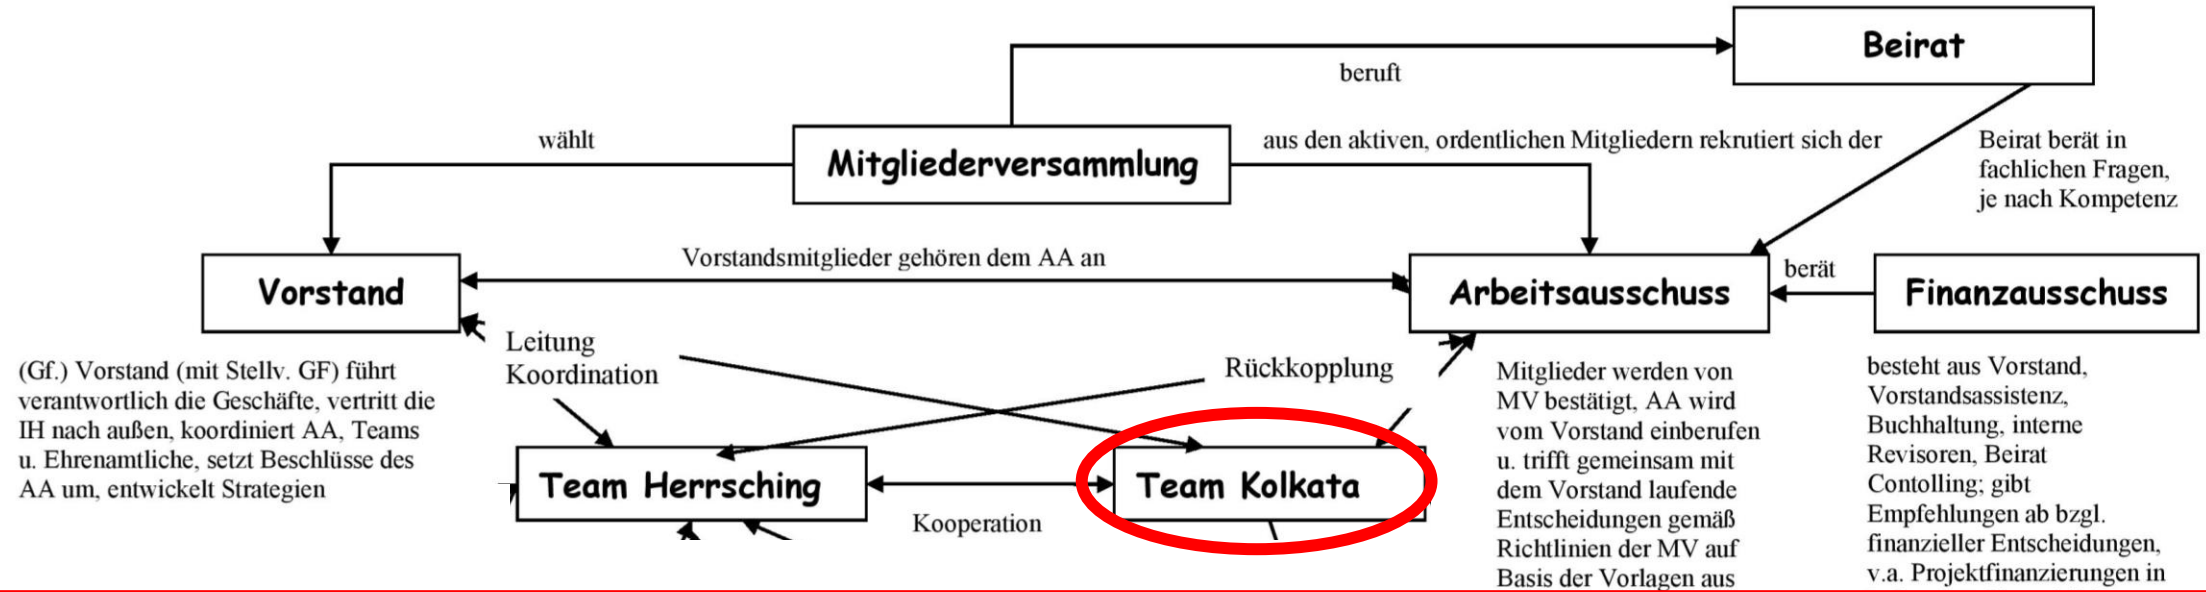 Beirat
beruft
wählt
Mitgliederversammlung
aus den aktiven, ordentlichen Mitgliedern rekrutiert sich der
Beirat berät in
fachlichen Fragen,
je nach Kompetenz
Vorstand
Vorstandsmitglieder gehören dem AA an
Arbeitsausschuss
berät
Finanzausschuss
Leitung
Koordination
Rückkopplung
(Gf.) Vorstand (mit Stellv. GF) führt
verantwortlich die Geschäfte, vertritt die
IH nach außen, koordiniert AA, Teams
u. Ehrenamtliche, setzt Beschlüsse des
AA um, entwickelt Strategien
Team Herrsching
Kooperation
Team Kolkata
Mitglieder werden von
MV bestätigt, AA wird
vom Vorstand einberufen
u. trifft gemeinsam mit
dem Vorstand laufende
Entscheidungen gemäß
Richtlinien der MV auf
Basis der Vorlagen aus
besteht aus Vorstand,
Vorstandsassistenz,
Buchhaltung, interne
Revisoren, Beirat
Contolling; gibt
Empfehlungen ab bzgl.
finanzieller Entscheidungen,
v.a. Projektfinanzierungen in